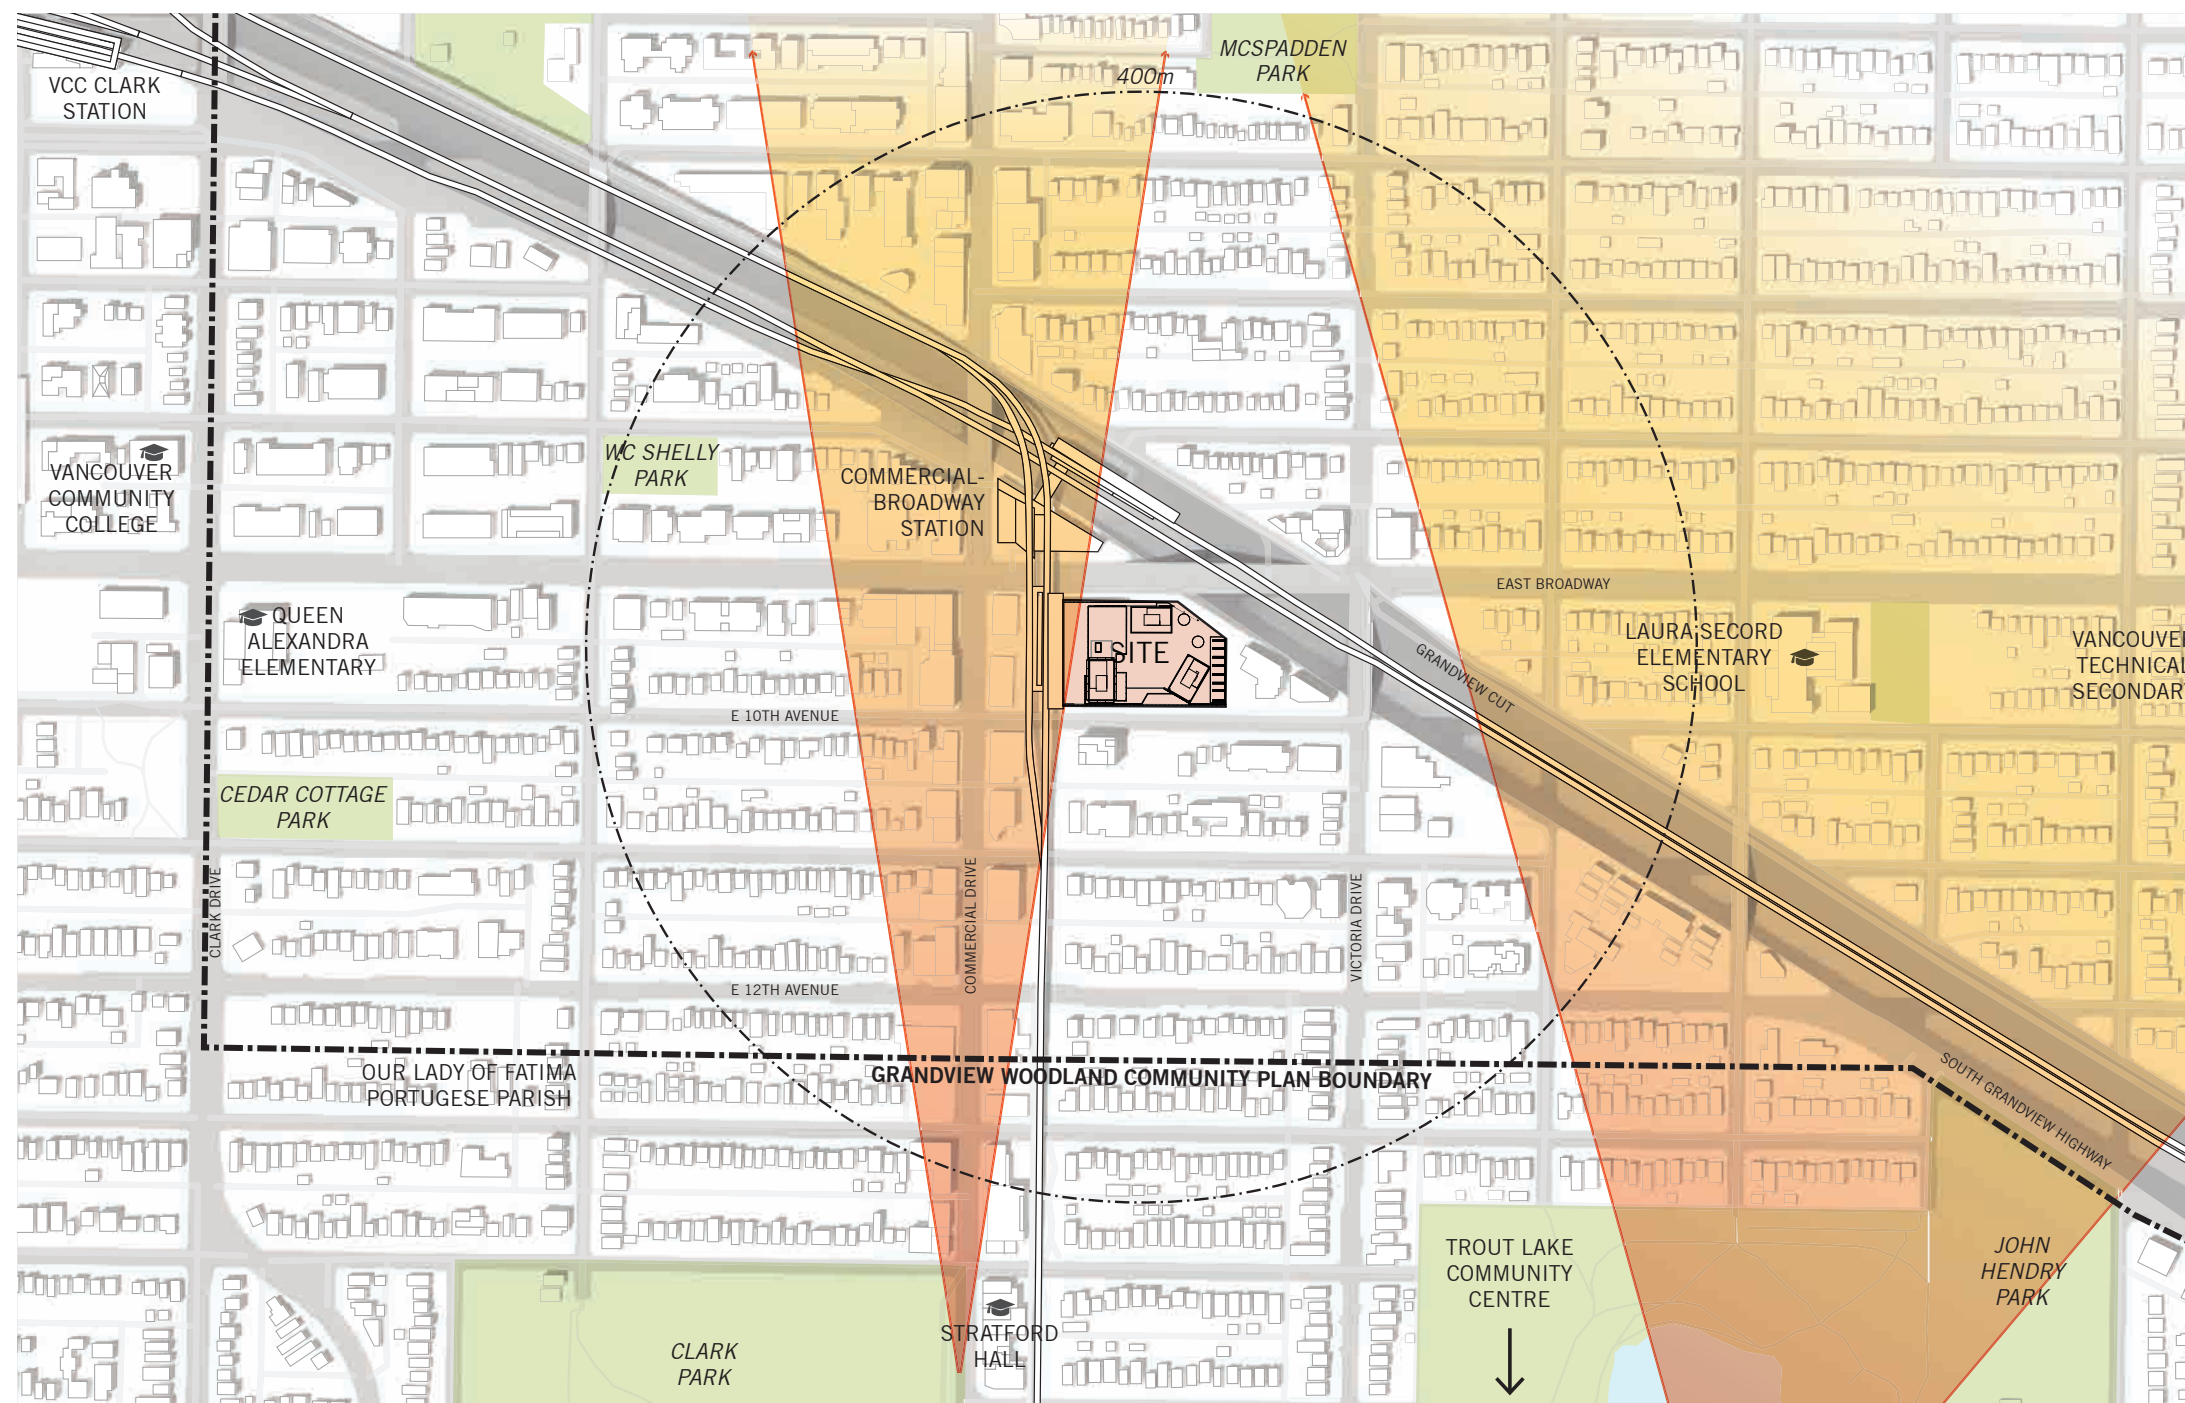 VCC CLARK
STATION
400m
MCSPADDEN
PARK
VANCOUVER
COMMUNITY
COLLEGE
WC SHELLY
PARK
COMMERCIAL-
BROADWAY
STATION
EAST BROADWAY
QUEEN
ALEXANDRA
ELEMENTARY
SITE
GRANDVIEW CUT
LAURA SECORD
ELEMENTARY
SCHOOL
VANCOUVE
TECHNICAL
SECONDAR
E 10TH AVENUE
CEDAR COTTAGE
PARK
CLARK DRIVE
COMMERCIAL DRIVE
VICTORIA DRIVE
E 12TH AVENUE
OUR LADY OF FATIMA
PORTUGESE PARISH
GRANDVIEW WOODLAND COMMUNITY PLAN BOUNDARY
SOUTH GRANDVIEW HIGHWAY
TROUT LAKE
COMMUNITY
CENTRE
JOHN
HENDRY
PARK
STRATFORD
HALL
CLARK
PARK